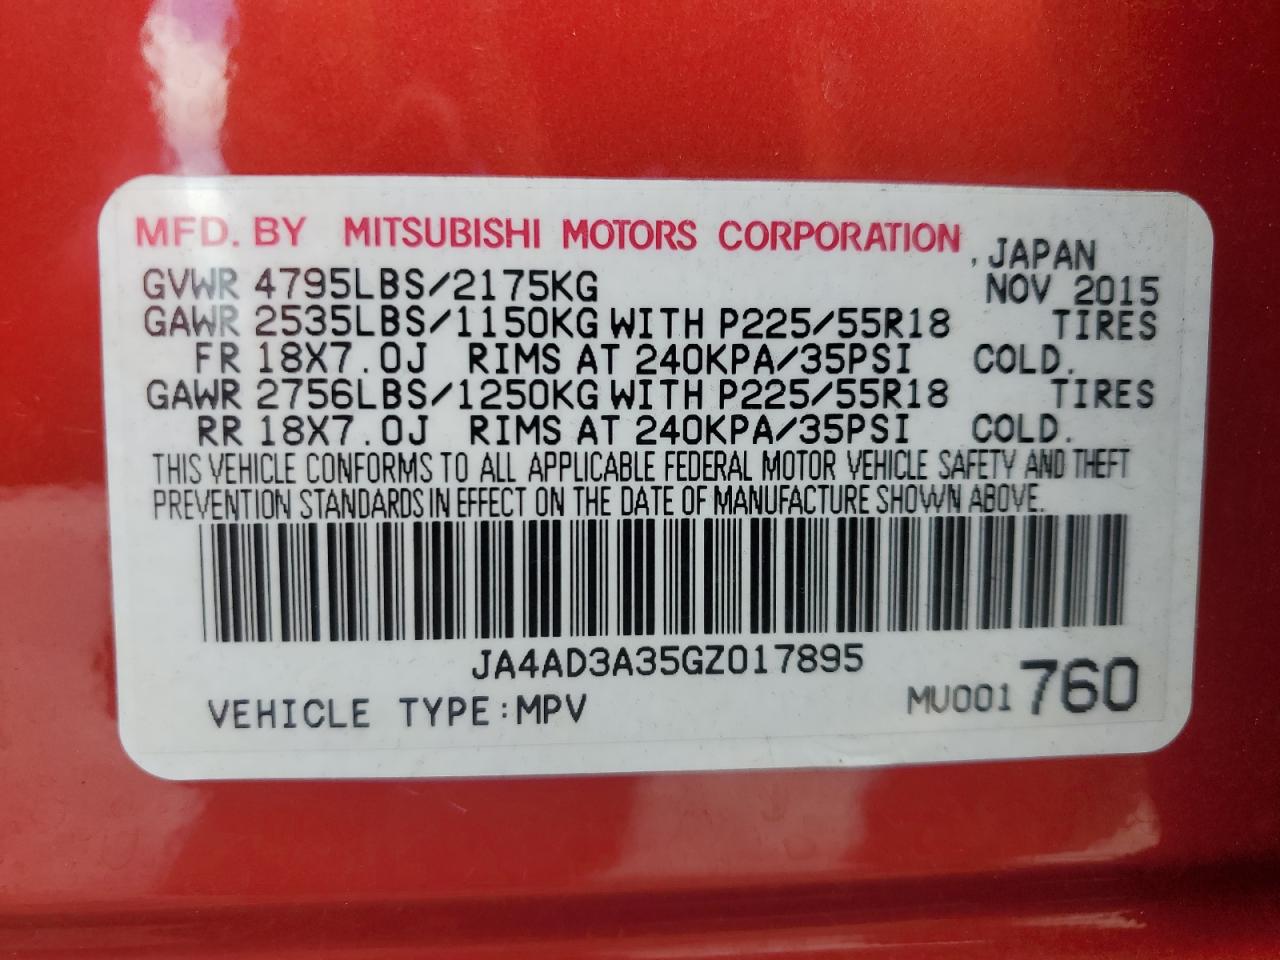 MFD. BY MITSUBISHI MOTORS CORPORATION , JAPAN
GVWR 4795LBS/2175KG NOV 2015
GAWR 2535LBS/1150KG WITH P225/55R18 TIRES
FR 18X7.0J RIMS AT 240KPA/35PSI COLD.
GAWR 2756LBS/1250KG WITH P225/55R18 TIRES
RR 18X7.0J RIMS AT 240KPA/35PSI COLD.
THIS VEHICLE CONFORMS TO ALL APPLICABLE FEDERAL MOTOR VEHICLE SAFETY AND THEFT
PREVENTION STANDARDS IN EFFECT ON THE DATE OF MANUFACTURE SHOWN ABOVE.
JA4AD3A35GZ017895
VEHICLE TYPE:MPV MU001 760